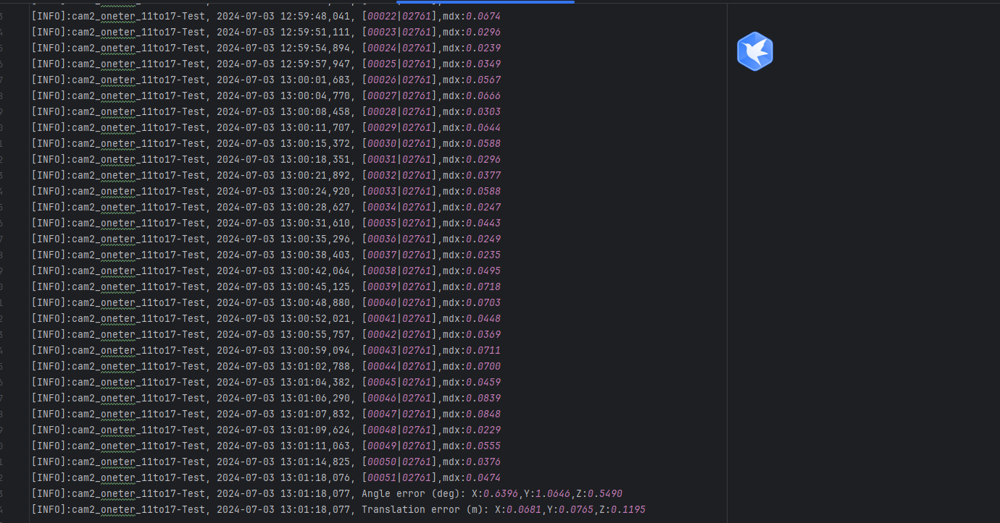 [INFO]:cam2_oneter_11to17-Test, 2024-07-03 12:59:48,041, [00022|02761],mdx:0.0674
[INFO]:cam2_oneter_11to17-Test, 2024-07-03 12:59:51,111, [00023|02761],mdx:0.0296
[INFO]:cam2_oneter_11to17-Test, 2024-07-03 12:59:54,894, [00024|02761],mdx:0.0239
[INFO]:cam2_oneter_11to17-Test, 2024-07-03 12:59:57,947, [00025|02761],mdx:0.0349
[INFO]:cam2_oneter_11to17-Test, 2024-07-03 13:00:01,683, [00026|02761],mdx:0.0567
[INFO]:cam2_oneter_11to17-Test, 2024-07-03 13:00:04,770, [00027|02761],mdx:0.0666
[INFO]:cam2_oneter_11to17-Test, 2024-07-03 13:00:08,458, [00028|02761],mdx:0.0303
[INFO]:cam2_oneter_11to17-Test, 2024-07-03 13:00:11,707, [00029|02761],mdx:0.0644
[INFO]:cam2_oneter_11to17-Test, 2024-07-03 13:00:15,372, [00030|02761],mdx:0.0588
[INFO]:cam2_oneter_11to17-Test, 2024-07-03 13:00:18,351, [00031|02761],mdx:0.0296
[INFO]:cam2_oneter_11to17-Test, 2024-07-03 13:00:21,892, [00032|02761],mdx:0.0377
[INFO]:cam2_oneter_11to17-Test, 2024-07-03 13:00:24,920, [00033|02761],mdx:0.0588
[INFO]:cam2_oneter_11to17-Test, 2024-07-03 13:00:28,627, [00034|02761],mdx:0.0247
[INFO]:cam2_oneter_11to17-Test, 2024-07-03 13:00:31,610, [00035|02761],mdx:0.0443
[INFO]:cam2_oneter_11to17-Test, 2024-07-03 13:00:35,296, [00036|02761],mdx:0.0249
[INFO]:cam2_oneter_11to17-Test, 2024-07-03 13:00:38,403, [00037|02761],mdx:0.0235
[INFO]:cam2_oneter_11to17-Test, 2024-07-03 13:00:42,064, [00038|02761],mdx:0.0495
[INFO]:cam2_oneter_11to17-Test, 2024-07-03 13:00:45,125, [00039|02761],mdx:0.0718
[INFO]:cam2_oneter_11to17-Test, 2024-07-03 13:00:48,880, [00040|02761],mdx:0.0703
[INFO]:cam2_oneter_11to17-Test, 2024-07-03 13:00:52,021, [00041|02761],mdx:0.0448
[INFO]:cam2_oneter_11to17-Test, 2024-07-03 13:00:55,757, [00042|02761],mdx:0.0369
[INFO]:cam2_oneter_11to17-Test, 2024-07-03 13:00:59,094, [00043|02761],mdx:0.0711
[INFO]:cam2_oneter_11to17-Test, 2024-07-03 13:01:02,788, [00044|02761],mdx:0.0700
[INFO]:cam2_oneter_11to17-Test, 2024-07-03 13:01:04,382, [00045|02761],mdx:0.0459
[INFO]:cam2_oneter_11to17-Test, 2024-07-03 13:01:06,290, [00046|02761],mdx:0.0839
[INFO]:cam2_oneter_11to17-Test, 2024-07-03 13:01:07,832, [00047|02761],mdx:0.0848
[INFO]:cam2_oneter_11to17-Test, 2024-07-03 13:01:09,624, [00048|02761],mdx:0.0229
[INFO]:cam2_oneter_11to17-Test, 2024-07-03 13:01:11,063, [00049|02761],mdx:0.0555
[INFO]:cam2_oneter_11to17-Test, 2024-07-03 13:01:14,825, [00050|02761],mdx:0.0376
[INFO]:cam2_oneter_11to17-Test, 2024-07-03 13:01:18,076, [00051|02761],mdx:0.0474
[INFO]:cam2_oneter_11to17-Test, 2024-07-03 13:01:18,077, Angle error (deg): X:0.6396,Y:1.0646,Z:0.5490
[INFO]:cam2_oneter_11to17-Test, 2024-07-03 13:01:18,077, Translation error (m): X:0.0681,Y:0.0765,Z:0.1195